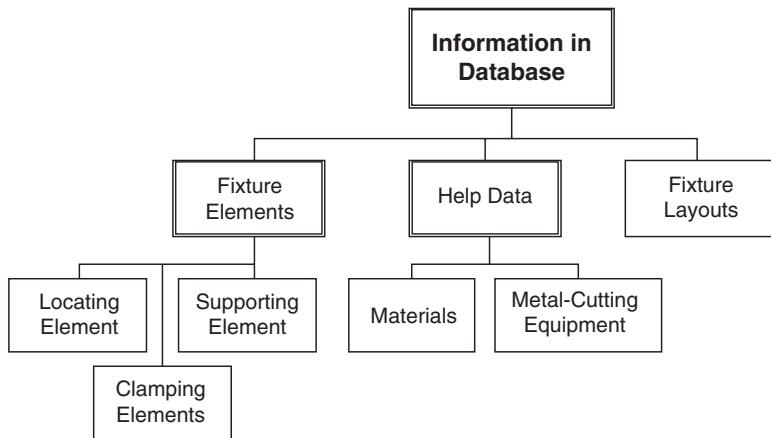 Information in
Database
Fixture
Elements
Help Data
Fixture
Layouts
Locating
Element
Supporting
Element
Materials
Metal-Cutting
Equipment
Clamping
Elements